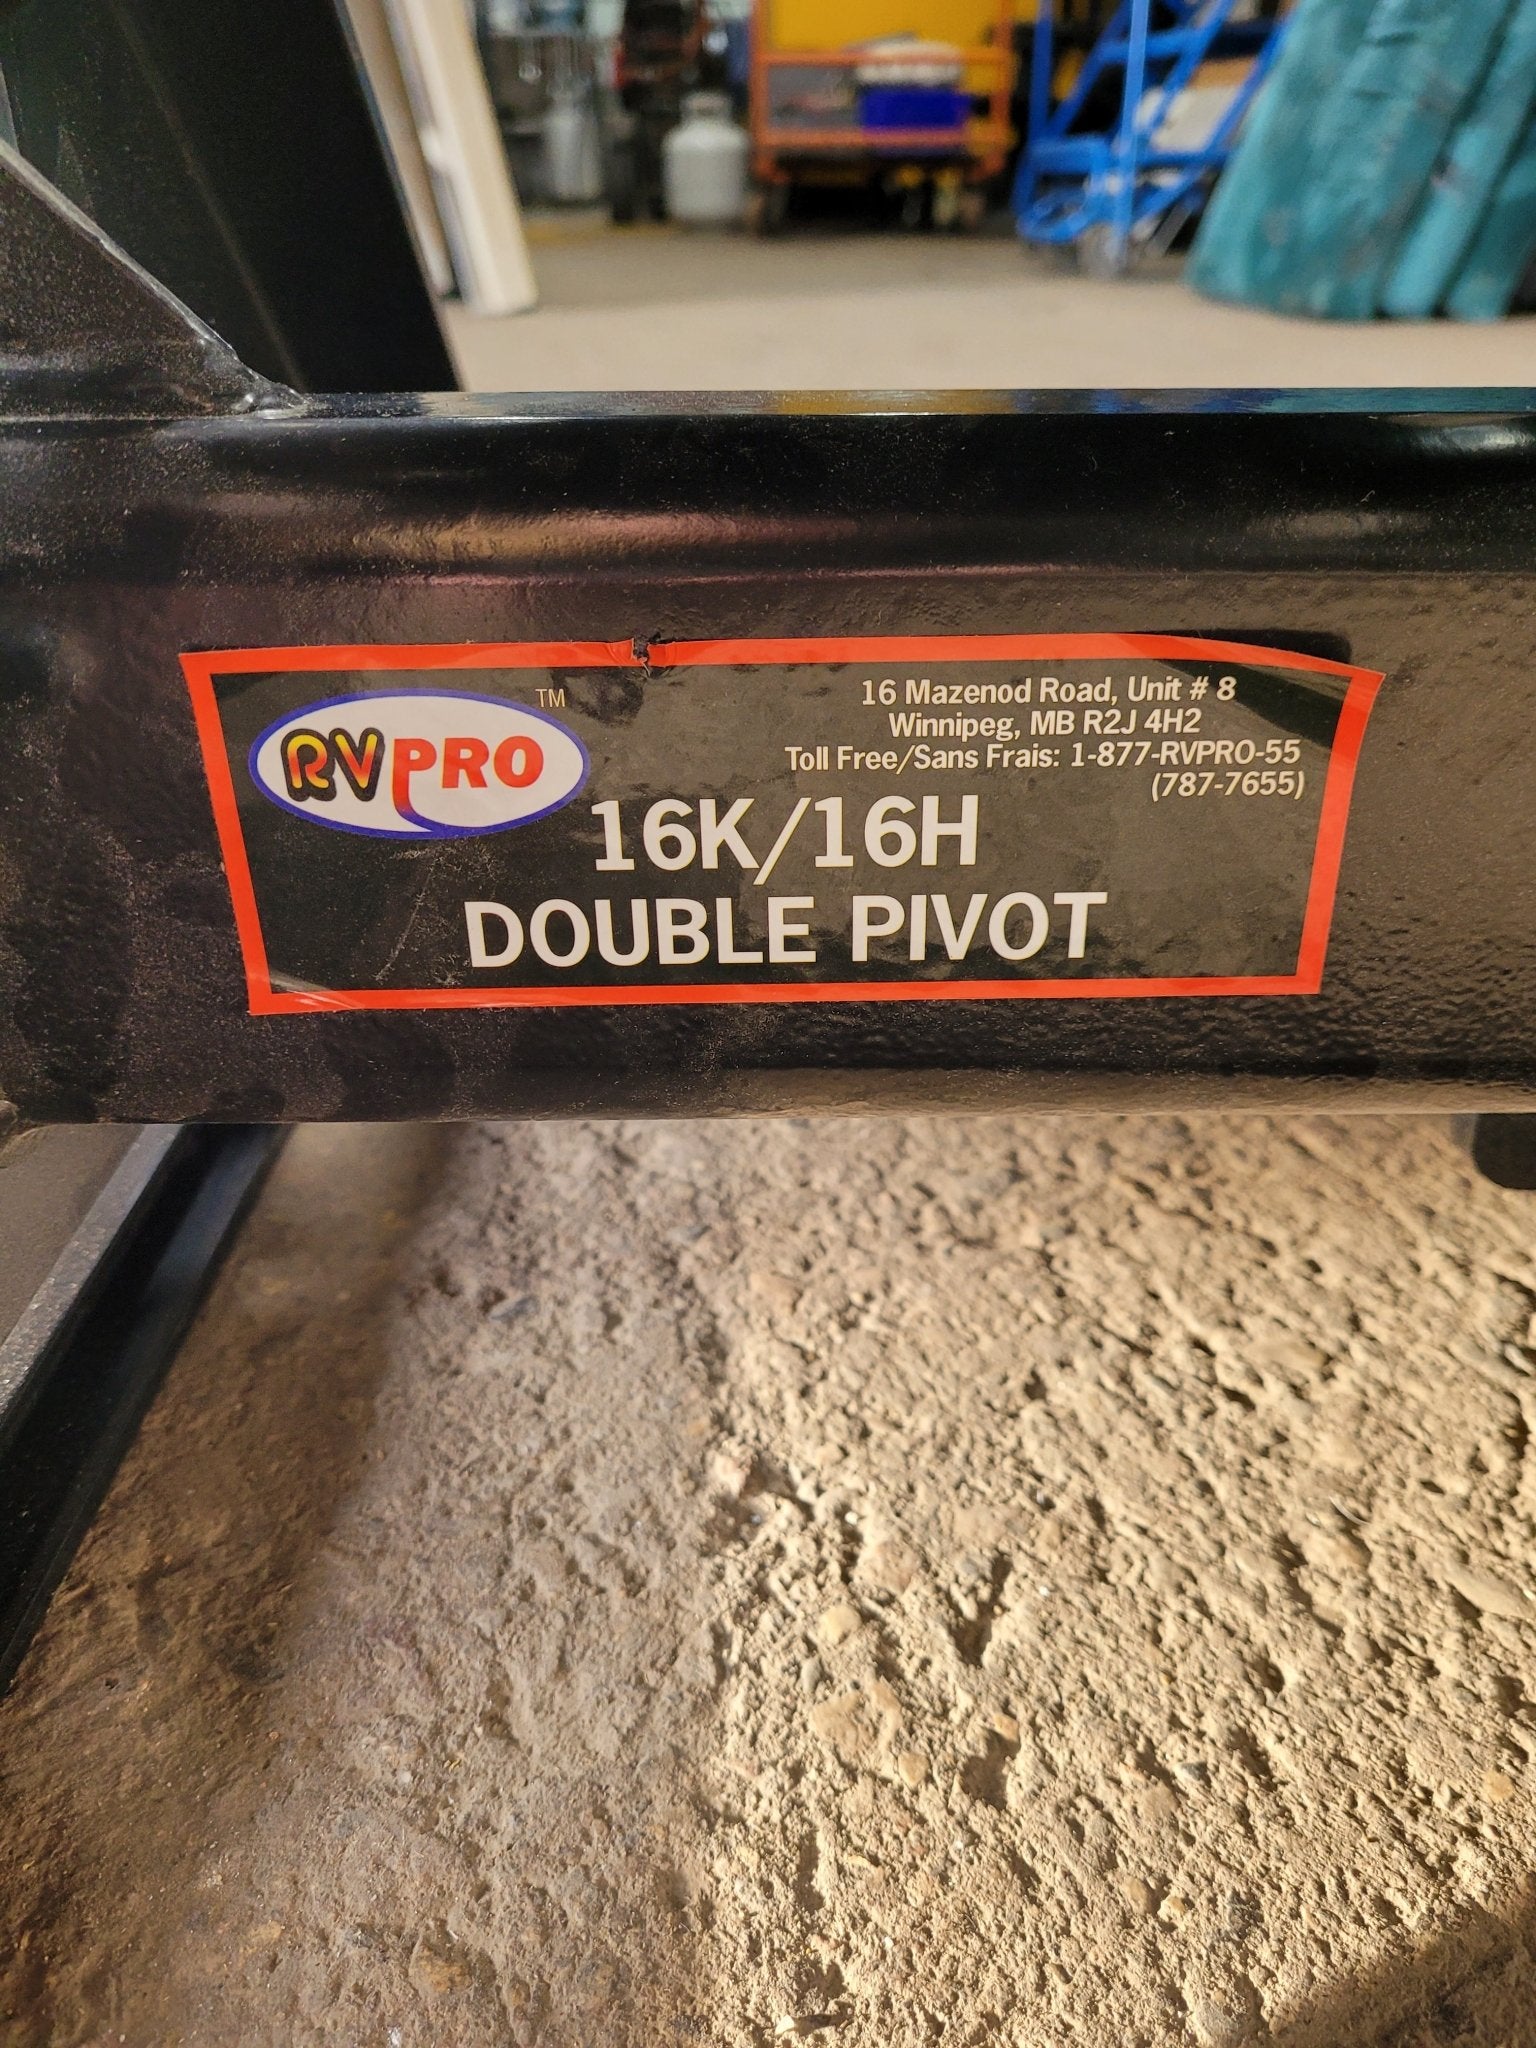 RVPRO TM
16 Mazenod Road, Unit # 8
Winnipeg, MB R2J 4H2
Toll Free/Sans Frais: 1-877-RVPRO-55
(787-7655)
16K/16H
DOUBLE PIVOT